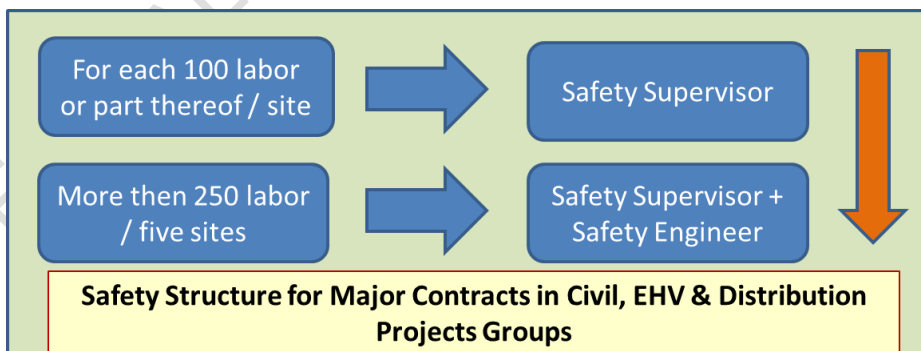 For each 100 labor
or part thereof / site
Safety Supervisor
More then 250 labor
/ five sites
Safety Supervisor +
Safety Engineer
Safety Structure for Major Contracts in Civil, EHV & Distribution
Projects Groups